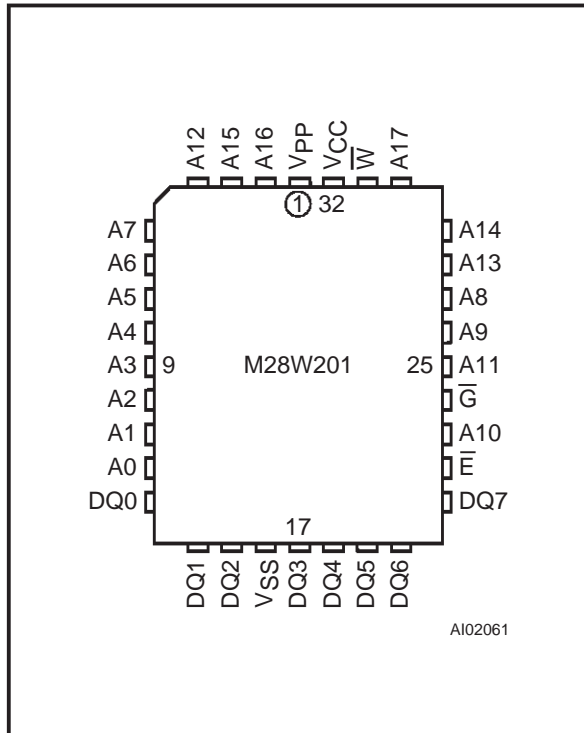 A12 A15 A16 VPP VCC W̅ A17
1 32
A7
A6
A5
A4
A3 9
A2
A1
A0
DQ0
M28W201
A14
A13
A8
A9
25 A11
G̅
A10
E̅
DQ7
17
DQ1 DQ2 VSS DQ3 DQ4 DQ5 DQ6
AI02061